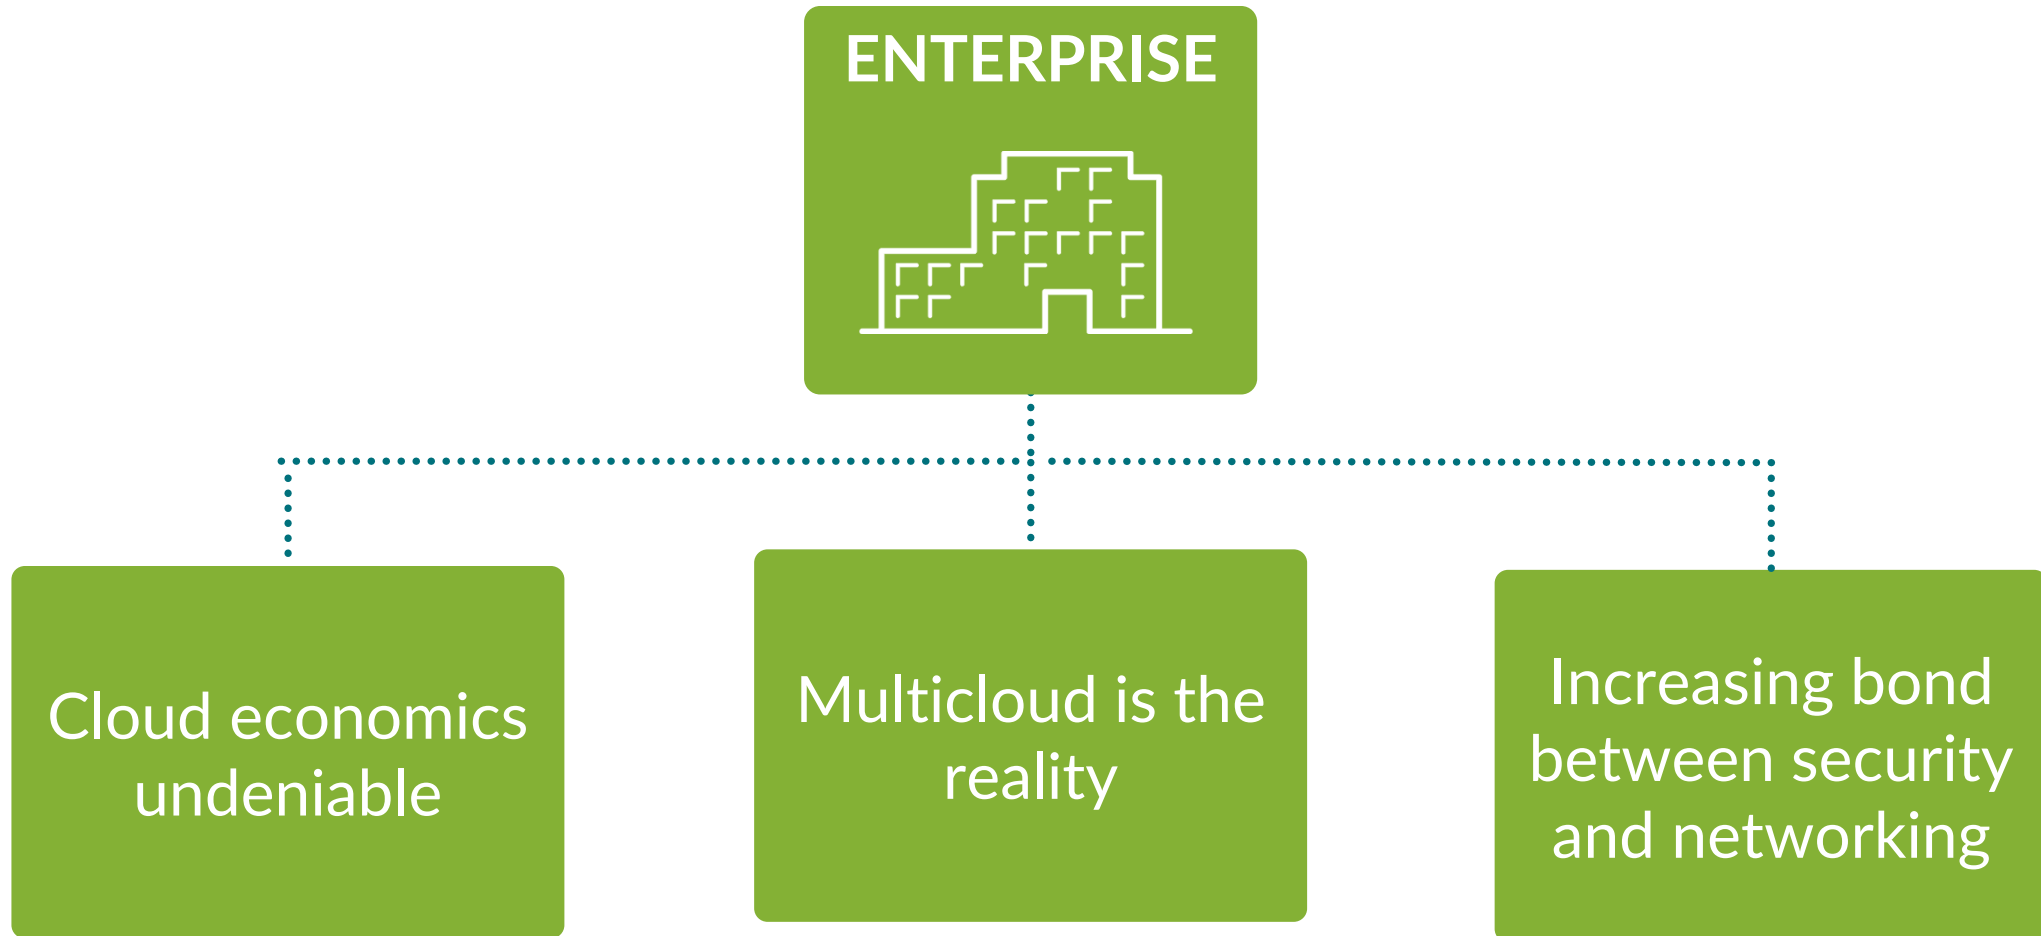 ENTERPRISE
Cloud economics
undeniable
Multicloud is the
reality
Increasing bond
between security
and networking